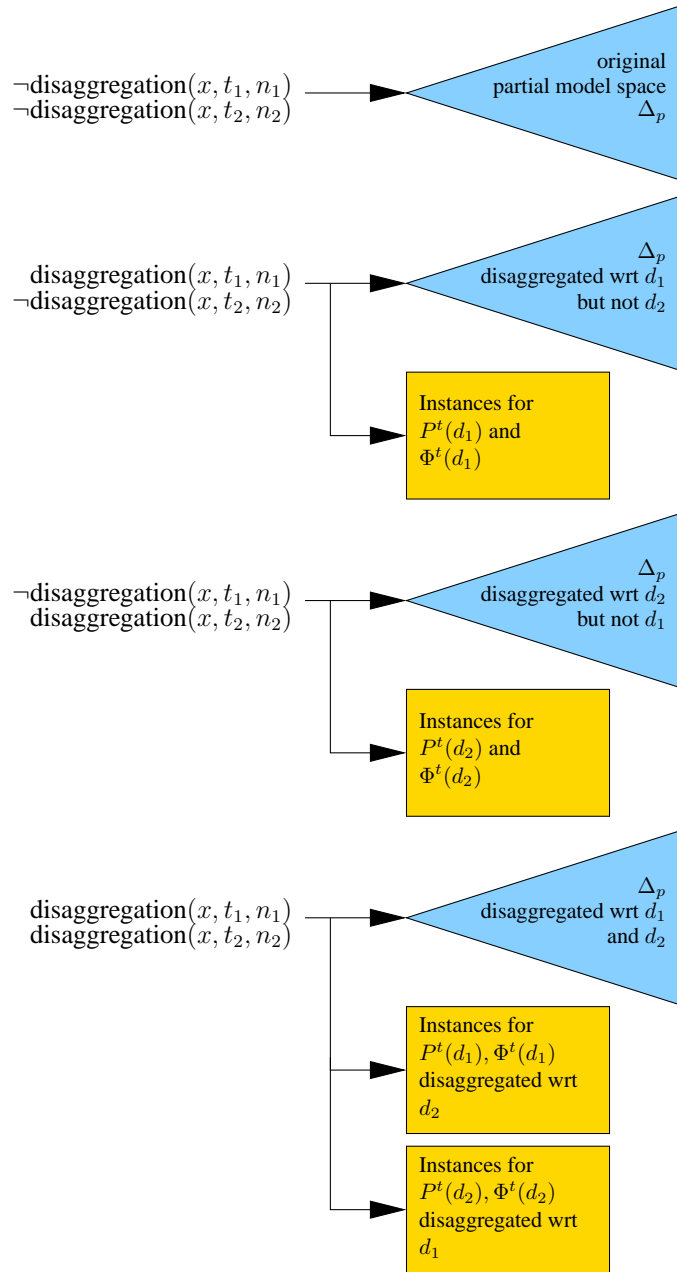 ¬disaggregation(x, t₁, n₁)
¬disaggregation(x, t₂, n₂)
original
partial model space
Δₚ
disaggregation(x, t₁, n₁)
¬disaggregation(x, t₂, n₂)
Δₚ
disaggregated wrt d₁
but not d₂
Instances for
Pᵗ(d₁) and
Φᵗ(d₁)
¬disaggregation(x, t₁, n₁)
disaggregation(x, t₂, n₂)
Δₚ
disaggregated wrt d₂
but not d₁
Instances for
Pᵗ(d₂) and
Φᵗ(d₂)
disaggregation(x, t₁, n₁)
disaggregation(x, t₂, n₂)
Δₚ
disaggregated wrt d₁
and d₂
Instances for
Pᵗ(d₁), Φᵗ(d₁)
disaggregated wrt
d₂
Instances for
Pᵗ(d₂), Φᵗ(d₂)
disaggregated wrt
d₁